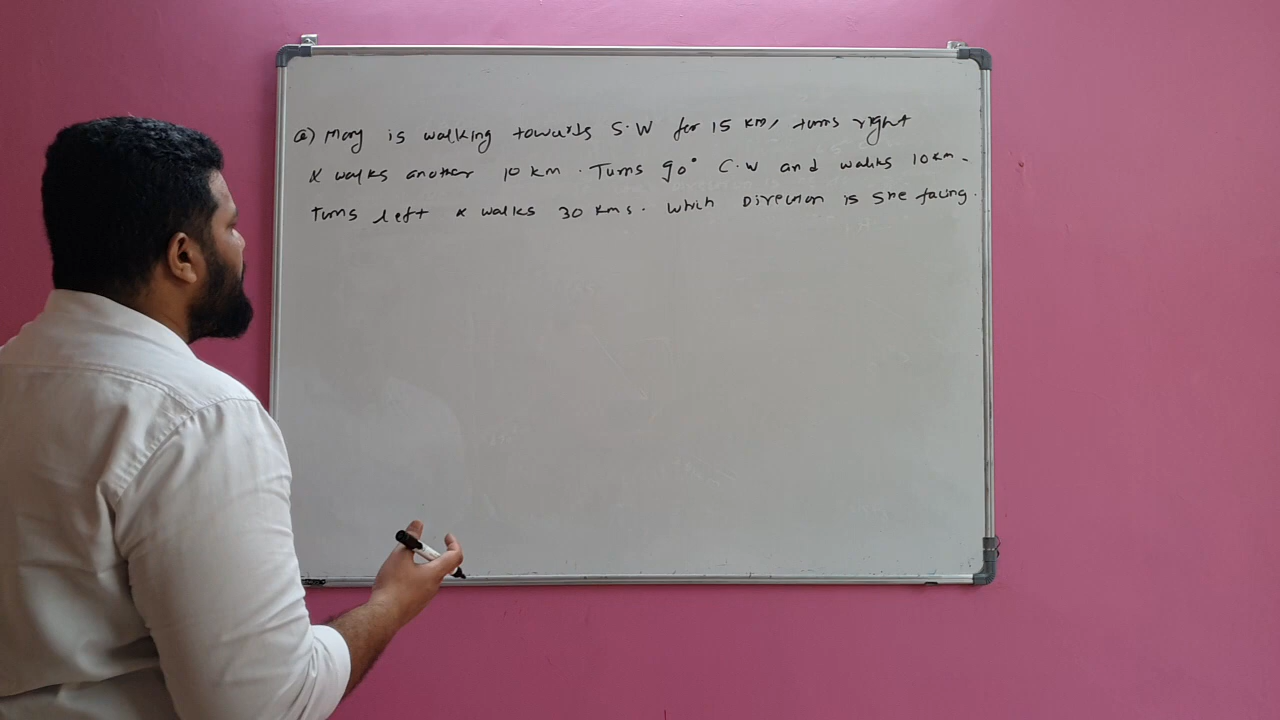 Q) Mary is walking towards S.W for 15 km, turns right
& walks another 10 km. Turns 90° C.W and walks 10 km.
Turns left & walks 30 kms. Which Direction is she facing.